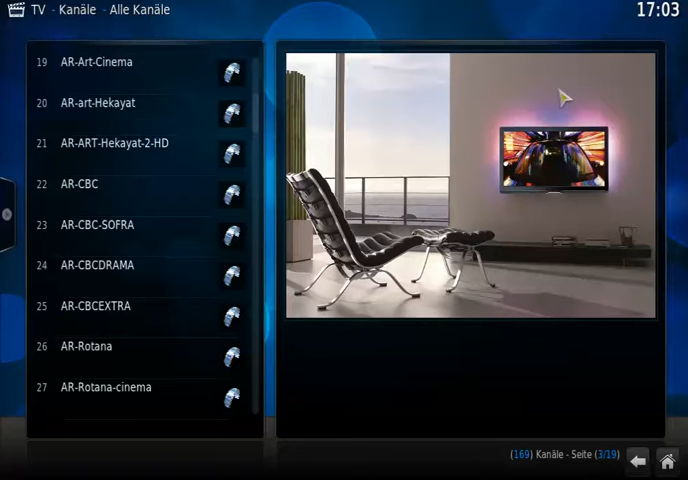 TV - Kanäle - Alle Kanäle
17:03
19 AR-Art-Cinema
20 AR-art-Hekayat
21 AR-ART-Hekayat-2-HD
22 AR-CBC
23 AR-CBC-SOFRA
24 AR-CBCDRAMA
25 AR-CBCEXTRA
26 AR-Rotana
27 AR-Rotana-cinema
(169) Kanäle - Seite (3/19)